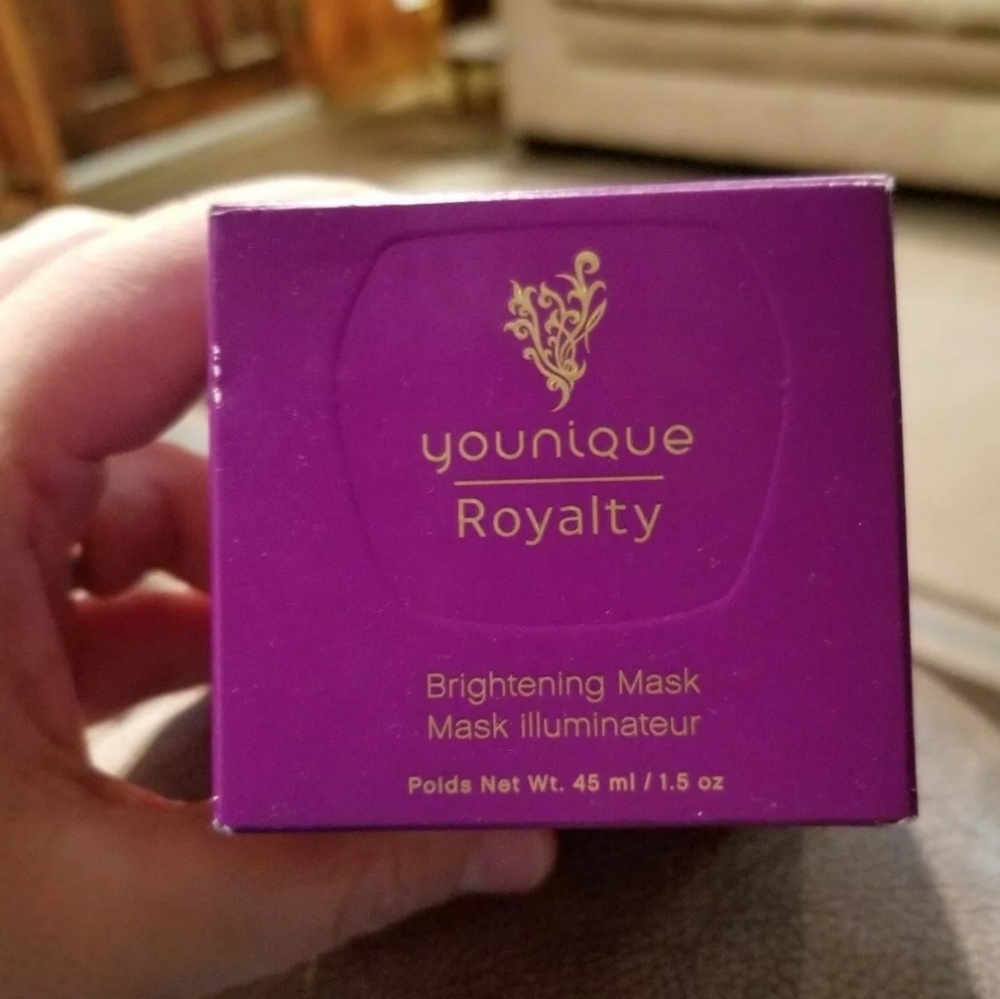 younique
Royalty
Brightening Mask
Mask illuminateur
Poids Net Wt. 45 ml / 1.5 oz